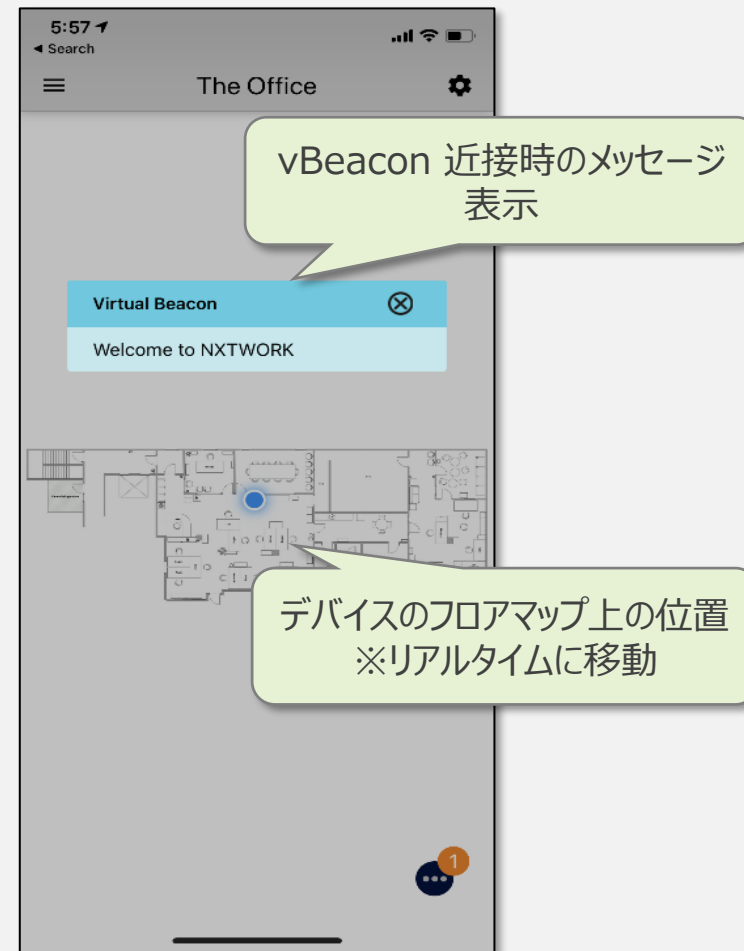 5:57
◀ Search
The Office
vBeacon 近接時のメッセージ
表示
Virtual Beacon
Welcome to NXTWORK
デバイスのフロアマップ上の位置
※リアルタイムに移動
1